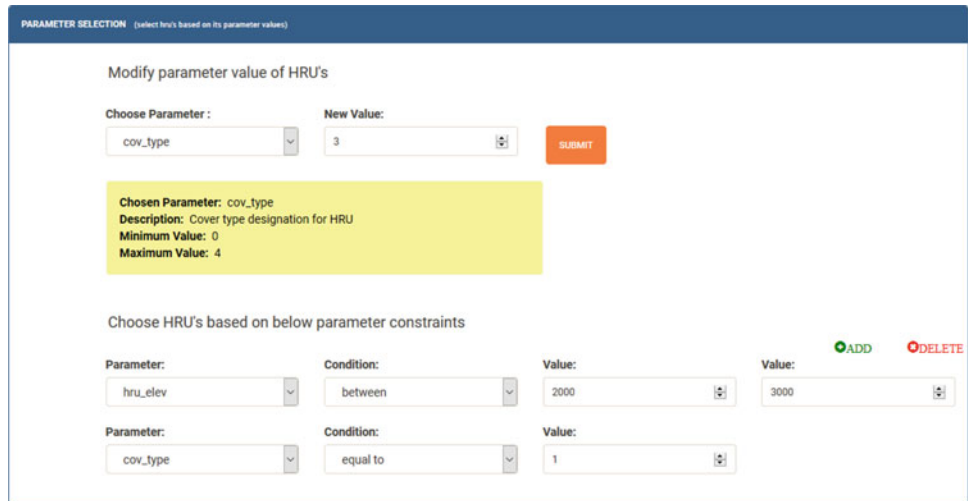 PARAMETER SELECTION (select hru's based on its parameter values)
Modify parameter value of HRU's
Choose Parameter : New Value:
cov_type 3 SUBMIT
Chosen Parameter: cov_type
Description: Cover type designation for HRU
Minimum Value: 0
Maximum Value: 4
Choose HRU's based on below parameter constraints
ADD DELETE
Parameter: Condition: Value: Value:
hru_elev between 2000 3000
Parameter: Condition: Value:
cov_type equal to 1